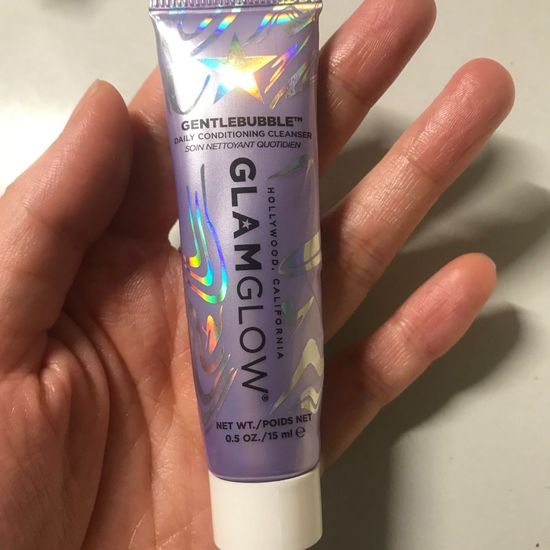 GENTLEBUBBLE™
DAILY CONDITIONING CLEANSER
SOIN NETTOYANT QUOTIDIEN
GLAMGLOW®
HOLLYWOOD, CALIFORNIA
NET WT./POIDS NET
0.5 OZ./15 ml ℮